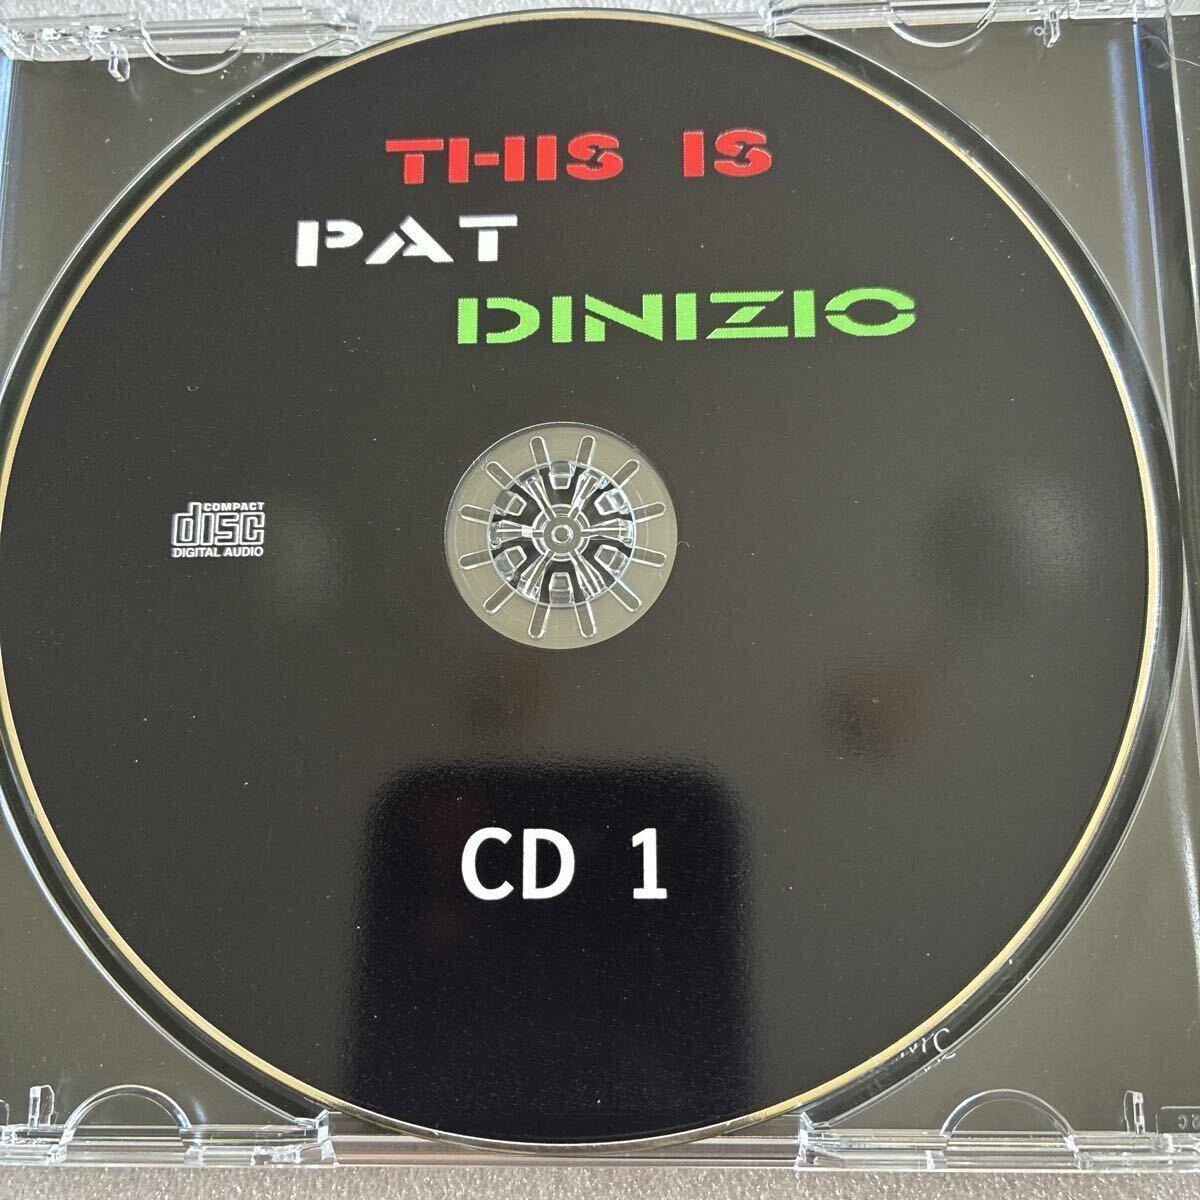 THIS IS
PAT
DINIZIO
COMPACT
disc
DIGITAL AUDIO
CD 1